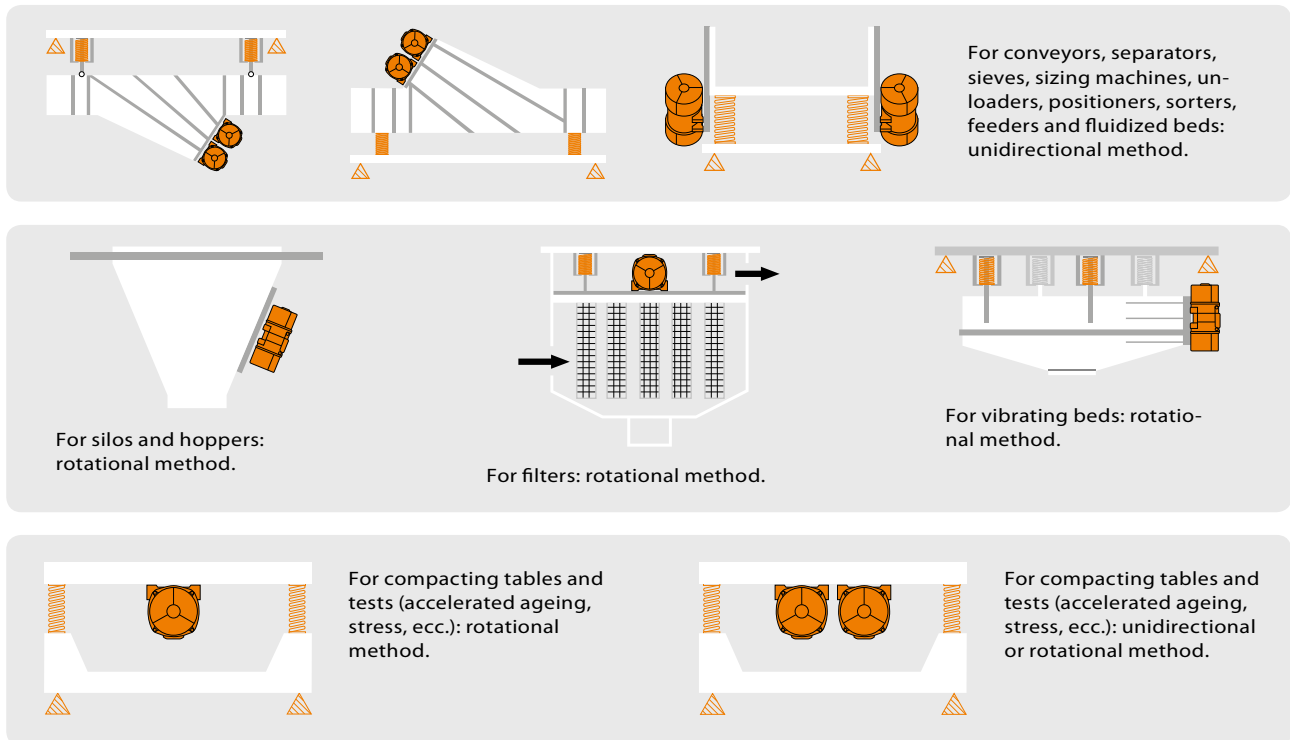 For conveyors, separators,
sieves, sizing machines, un-
loaders, positioners, sorters,
feeders and fluidized beds:
unidirectional method.
For silos and hoppers:
rotational method.
For filters: rotational method.
For vibrating beds: rotatio-
nal method.
For compacting tables and
tests (accelerated ageing,
stress, ecc.): rotational
method.
For compacting tables and
tests (accelerated ageing,
stress, ecc.): unidirectional
or rotational method.